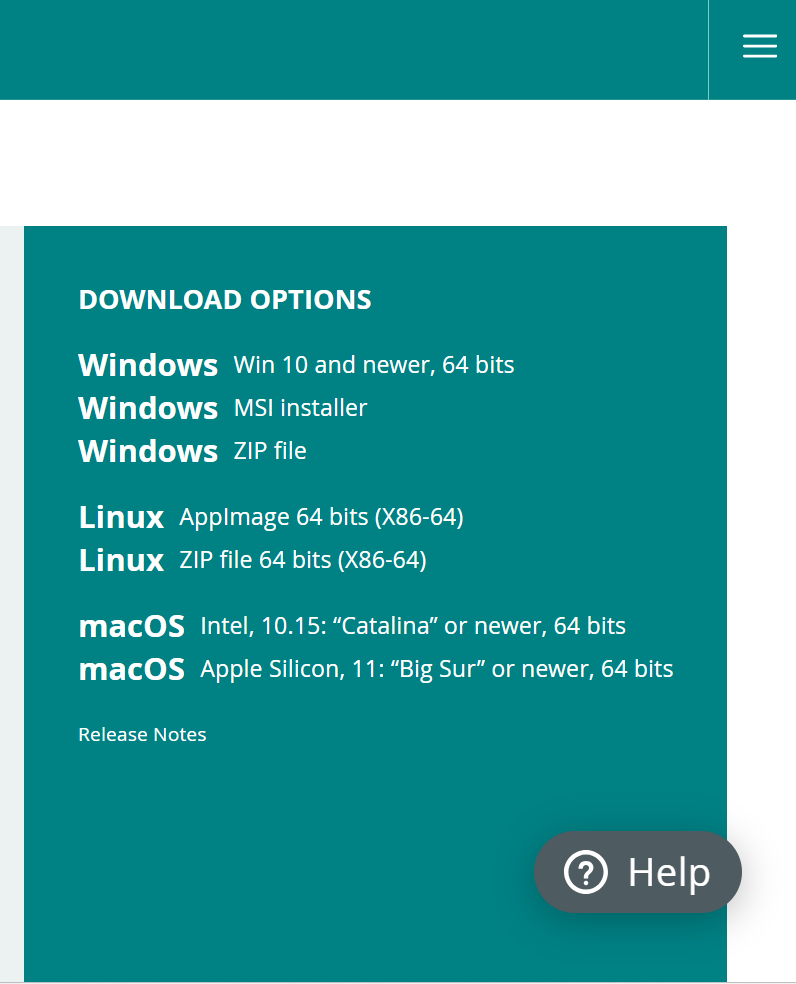 DOWNLOAD OPTIONS
Windows Win 10 and newer, 64 bits
Windows MSI installer
Windows ZIP file
Linux AppImage 64 bits (X86-64)
Linux ZIP file 64 bits (X86-64)
macOS Intel, 10.15: “Catalina” or newer, 64 bits
macOS Apple Silicon, 11: “Big Sur” or newer, 64 bits
Release Notes
Help